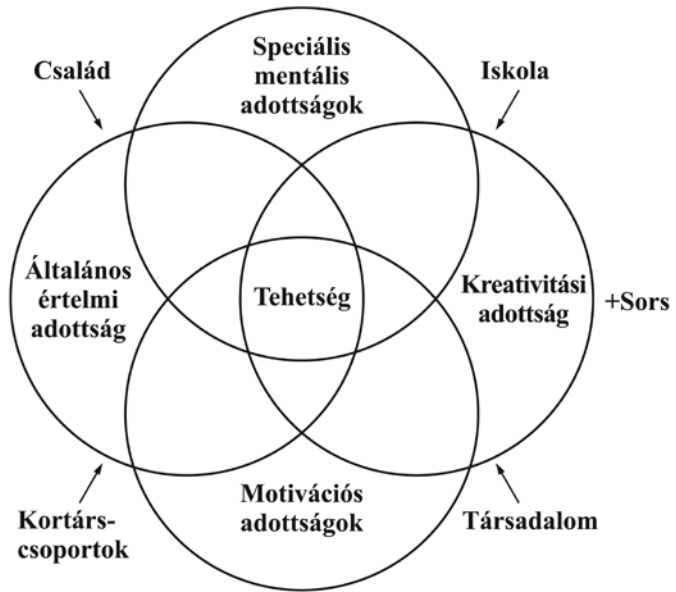 Speciális
mentális
adottságok
Család
Iskola
Általános
értelmi
adottság
Tehetség
Kreativitási
adottság
+Sors
Motivációs
adottságok
Kortárs-
csoportok
Társadalom